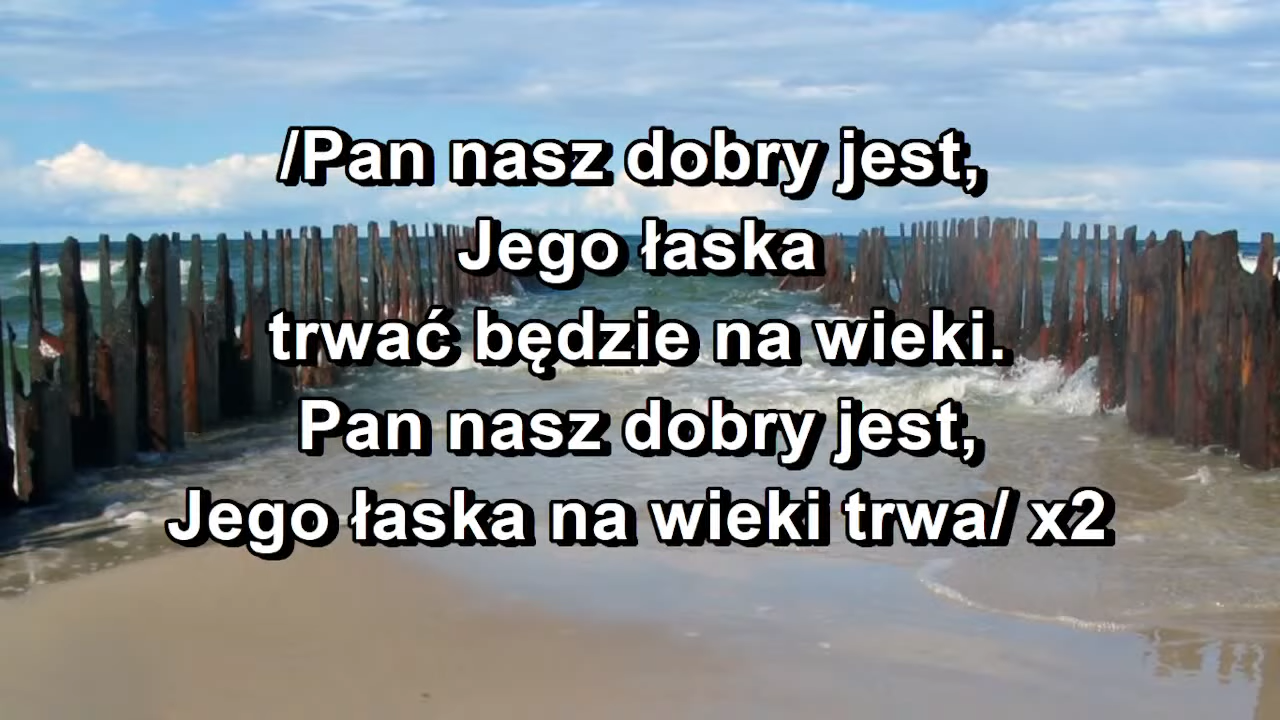 /Pan nasz dobry jest,
Jego łaska
trwać będzie na wieki.
Pan nasz dobry jest,
Jego łaska na wieki trwa/ x2